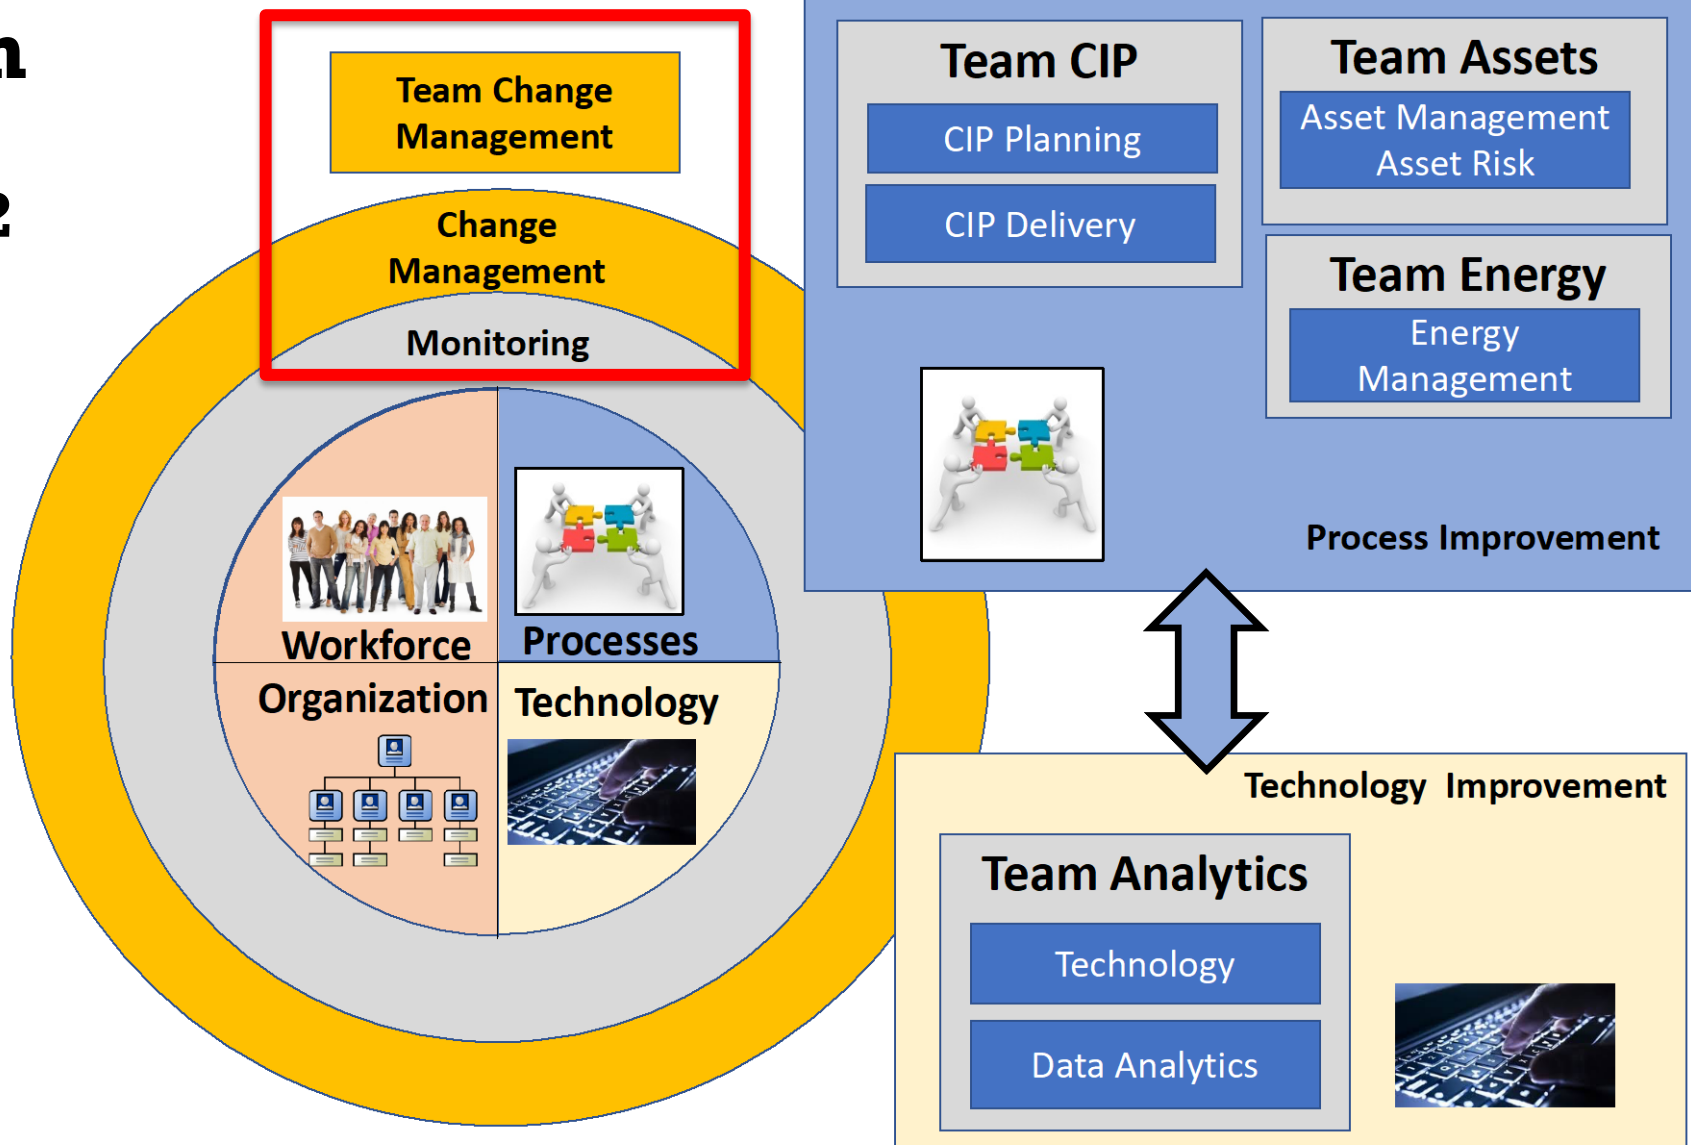 Team Change
Management
Change
Management
Monitoring
Workforce
Processes
Organization
Technology
Team CIP
CIP Planning
CIP Delivery
Team Assets
Asset Management
Asset Risk
Team Energy
Energy
Management
Process Improvement
Technology Improvement
Team Analytics
Technology
Data Analytics